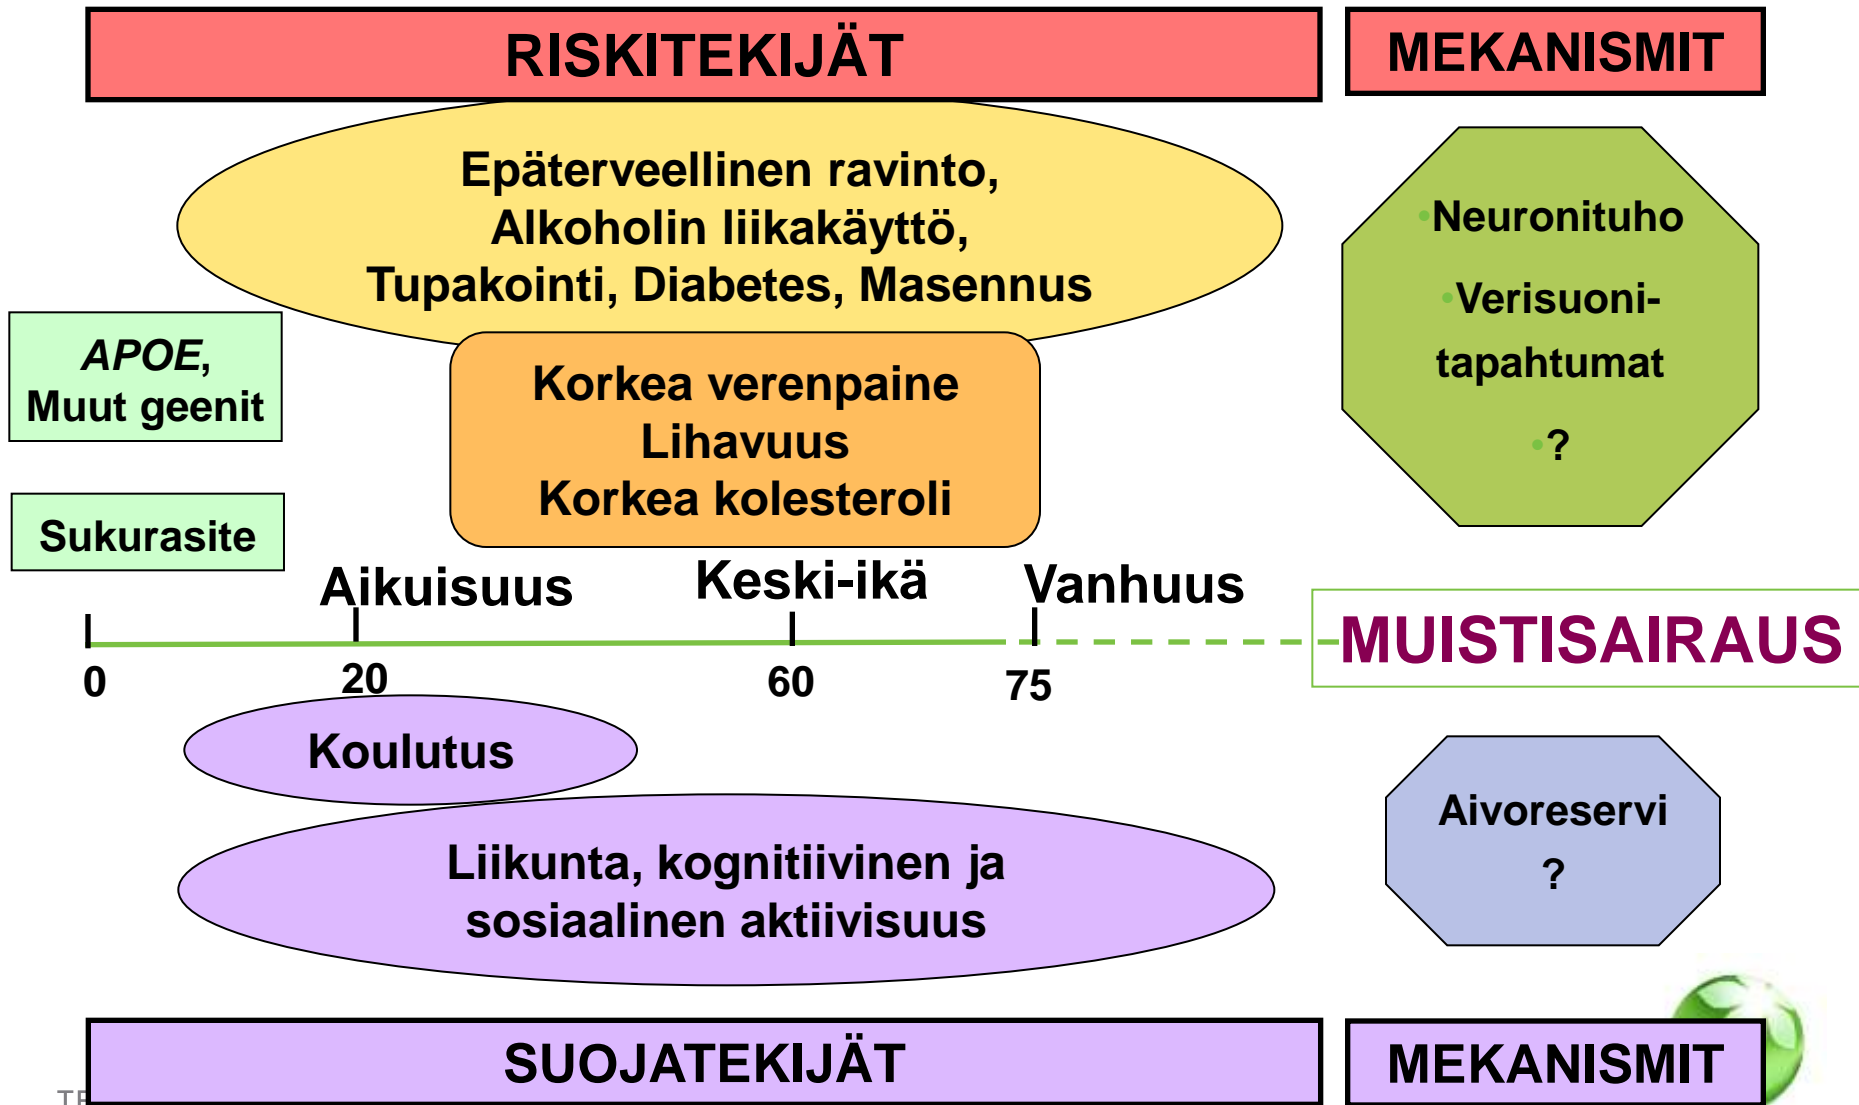 RISKITEKIJÄT
MEKANISMIT
Epäterveellinen ravinto,
Alkoholin liikakäyttö,
Tupakointi, Diabetes, Masennus
•Neuronituho
•Verisuoni-
tapahtumat
•?
APOE,
Muut geenit
Korkea verenpaine
Lihavuus
Korkea kolesteroli
Sukurasite
Aikuisuus
Keski-ikä
Vanhuus
MUISTISAIRAUS
0
20
60
75
Koulutus
Liikunta, kognitiivinen ja
sosiaalinen aktiivisuus
Aivoreservi
?
SUOJATEKIJÄT
MEKANISMIT